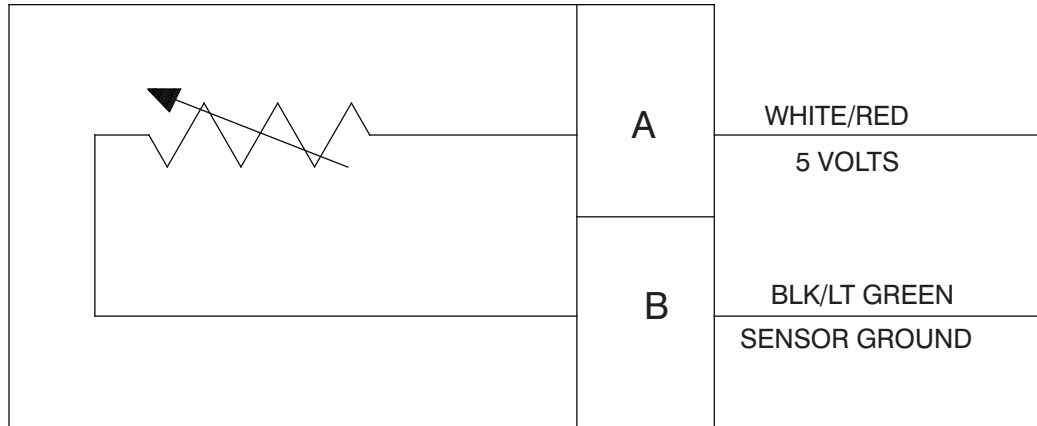 A
WHITE/RED
5 VOLTS
B
BLK/LT GREEN
SENSOR GROUND